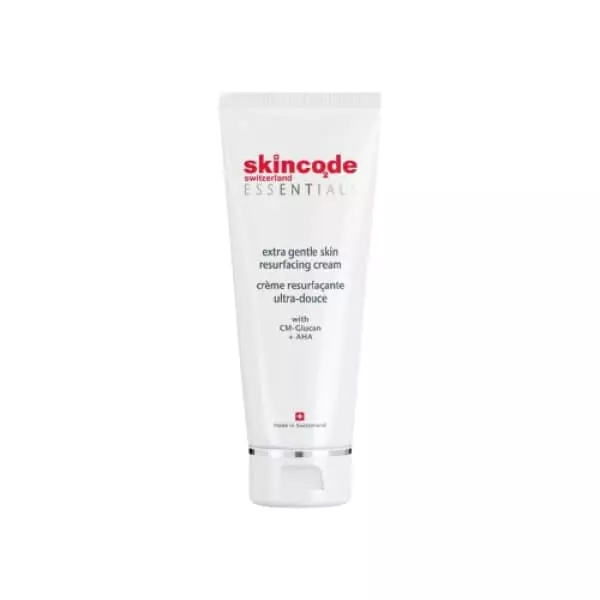 skincode
switzerland
ESSENTIALS
extra gentle skin
resurfacing cream
crème resurfaçante
ultra-douce
with
CM-Glucan
+ AHA
made in Switzerland